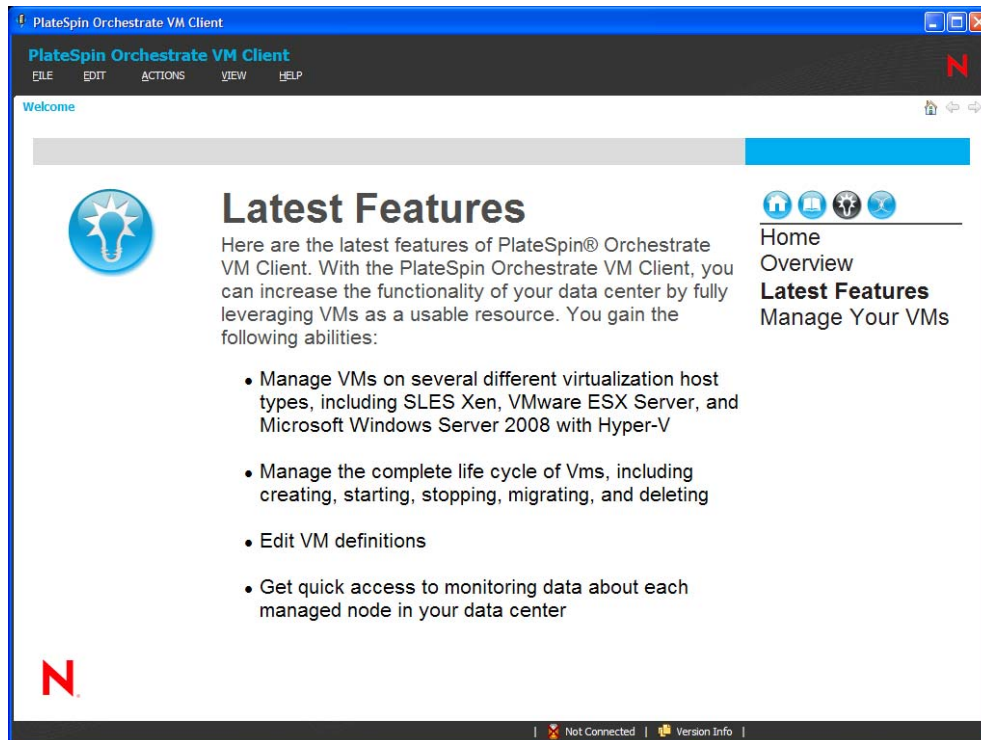 PlateSpin Orchestrate VM Client
PlateSpin Orchestrate VM Client
FILE EDIT ACTIONS VIEW HELP
N
Welcome
Latest Features
Here are the latest features of PlateSpin® Orchestrate
VM Client. With the PlateSpin Orchestrate VM Client, you
can increase the functionality of your data center by fully
leveraging VMs as a usable resource. You gain the
following abilities:
• Manage VMs on several different virtualization host
types, including SLES Xen, VMware ESX Server, and
Microsoft Windows Server 2008 with Hyper-V
• Manage the complete life cycle of Vms, including
creating, starting, stopping, migrating, and deleting
• Edit VM definitions
• Get quick access to monitoring data about each
managed node in your data center
Home
Overview
Latest Features
Manage Your VMs
N.
| Not Connected | Version Info |